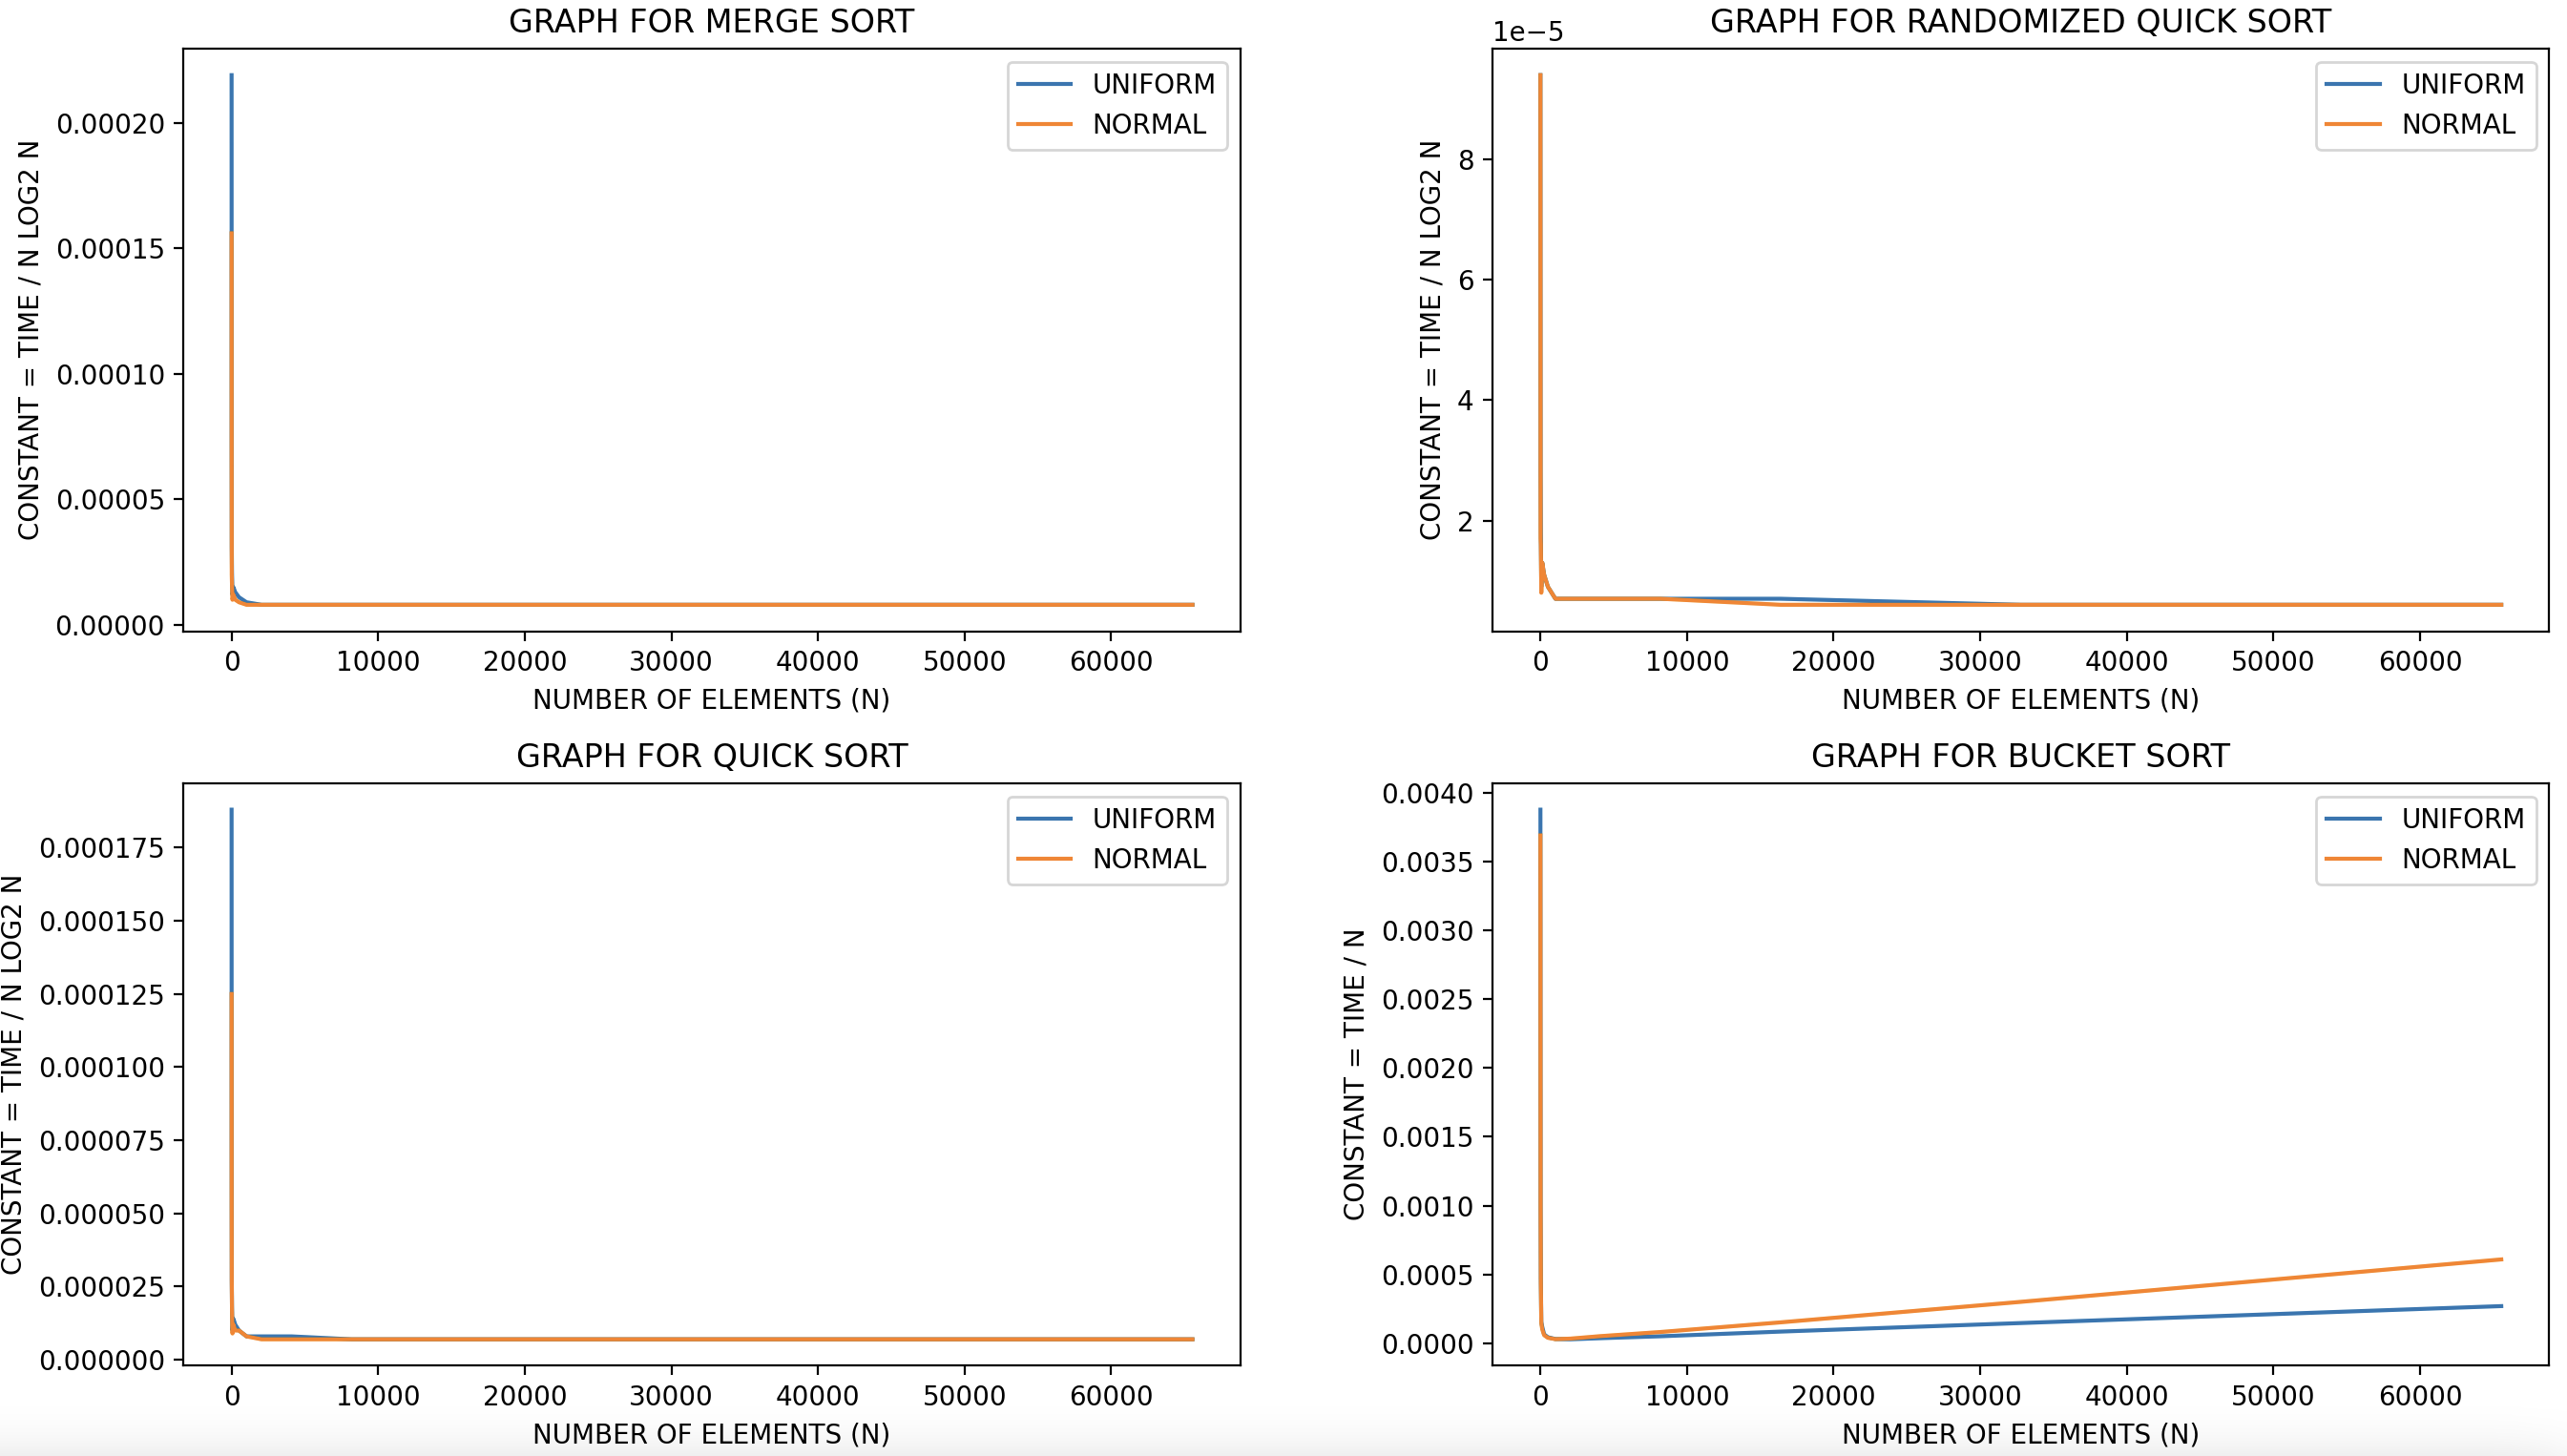 GRAPH FOR MERGE SORT
CONSTANT = TIME / N LOG2 N
0.00020
0.00015
0.00010
0.00005
0.00000
UNIFORM
NORMAL
0 10000 20000 30000 40000 50000 60000
NUMBER OF ELEMENTS (N)
GRAPH FOR RANDOMIZED QUICK SORT
1e−5
CONSTANT = TIME / N LOG2 N
8
6
4
2
UNIFORM
NORMAL
0 10000 20000 30000 40000 50000 60000
NUMBER OF ELEMENTS (N)
GRAPH FOR QUICK SORT
CONSTANT = TIME / N LOG2 N
0.000175
0.000150
0.000125
0.000100
0.000075
0.000050
0.000025
0.000000
UNIFORM
NORMAL
0 10000 20000 30000 40000 50000 60000
NUMBER OF ELEMENTS (N)
GRAPH FOR BUCKET SORT
CONSTANT = TIME / N
0.0040
0.0035
0.0030
0.0025
0.0020
0.0015
0.0010
0.0005
0.0000
UNIFORM
NORMAL
0 10000 20000 30000 40000 50000 60000
NUMBER OF ELEMENTS (N)